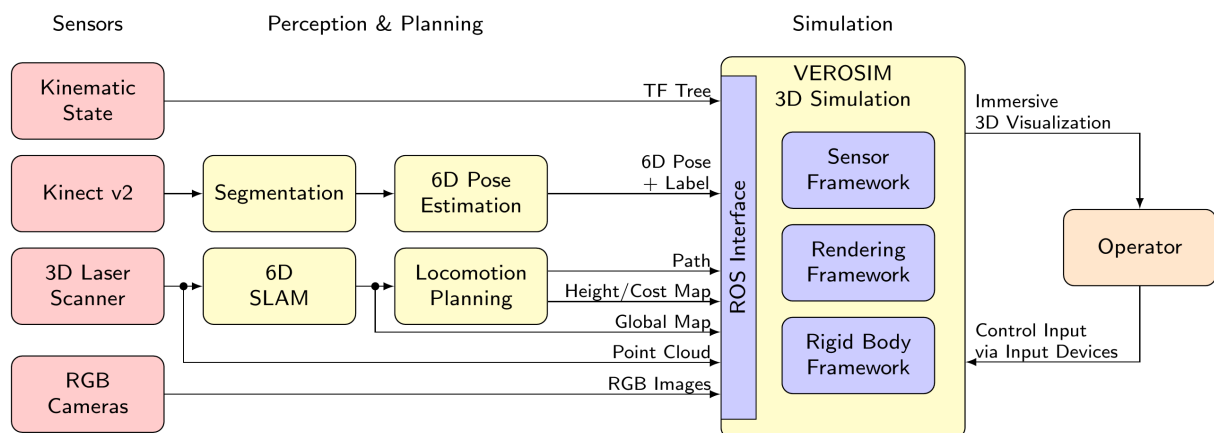 Sensors
Perception & Planning
Simulation
Kinematic
State
TF Tree
VEROSIM
3D Simulation
Immersive
3D Visualization
Kinect v2
Segmentation
6D Pose
Estimation
6D Pose
+ Label
ROS Interface
Sensor
Framework
Operator
3D Laser
Scanner
6D
SLAM
Locomotion
Planning
Path
Height/Cost Map
Global Map
Point Cloud
Rendering
Framework
RGB
Cameras
RGB Images
Rigid Body
Framework
Control Input
via Input Devices